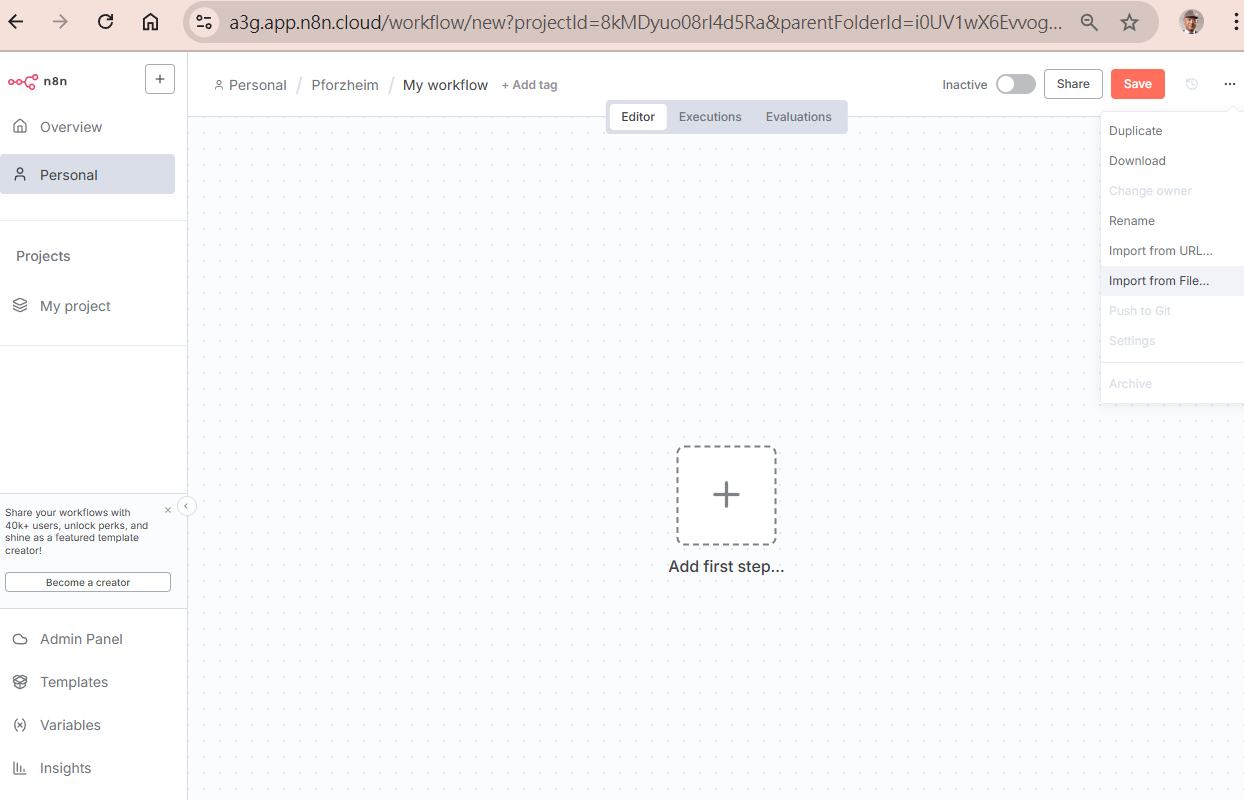 a3g.app.n8n.cloud/workflow/new?projectId=8kMDyuo08rl4d5Ra&parentFolderId=i0UV1wX6Evvog...
n8n
+
Personal / Pforzheim / My workflow + Add tag
Inactive
Share
Save
...
Editor Executions Evaluations
Overview
Personal
Projects
My project
Duplicate
Download
Change owner
Rename
Import from URL...
Import from File...
Push to Git
Settings
Archive
Add first step...
Share your workflows with
40k+ users, unlock perks, and
shine as a featured template
creator!
Become a creator
Admin Panel
Templates
Variables
Insights